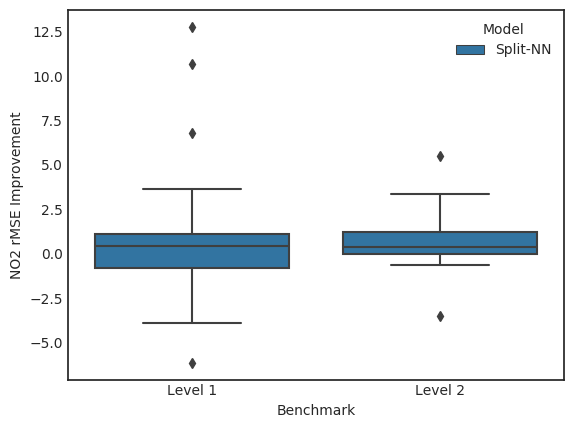 Model
Split-NN
NO2 rMSE Improvement
12.5
10.0
7.5
5.0
2.5
0.0
−2.5
−5.0
Level 1
Level 2
Benchmark